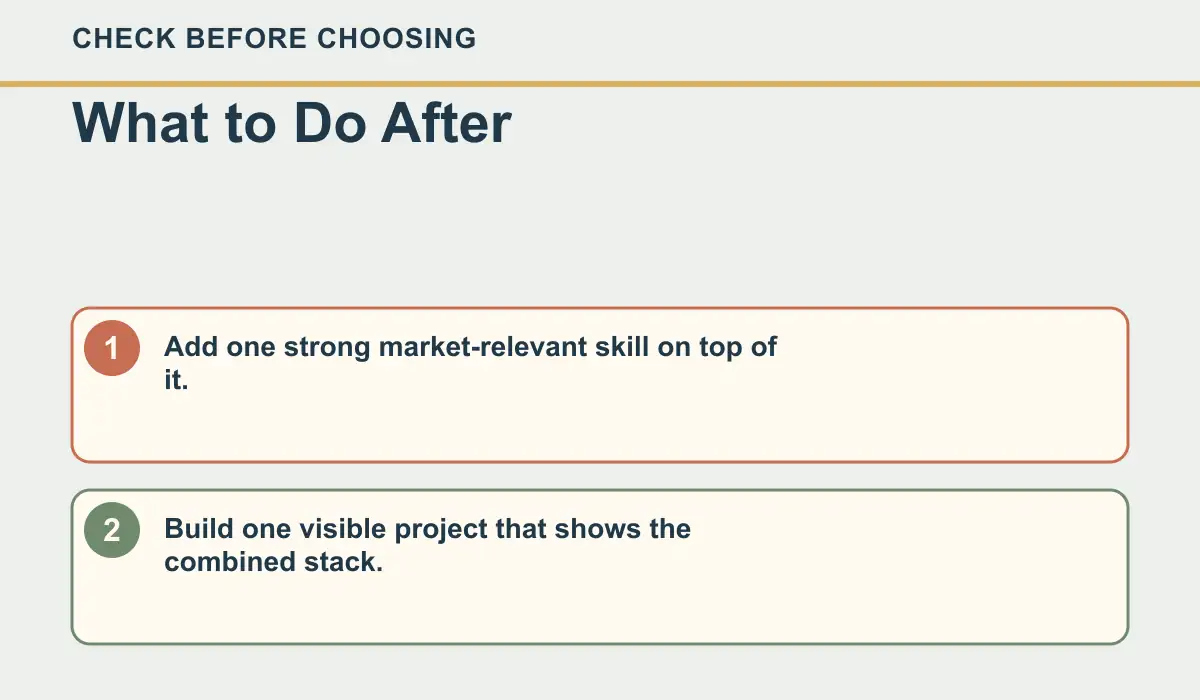 CHECK BEFORE CHOOSING
What to Do After
1
Add one strong market-relevant skill on top of
it.
2
Build one visible project that shows the
combined stack.